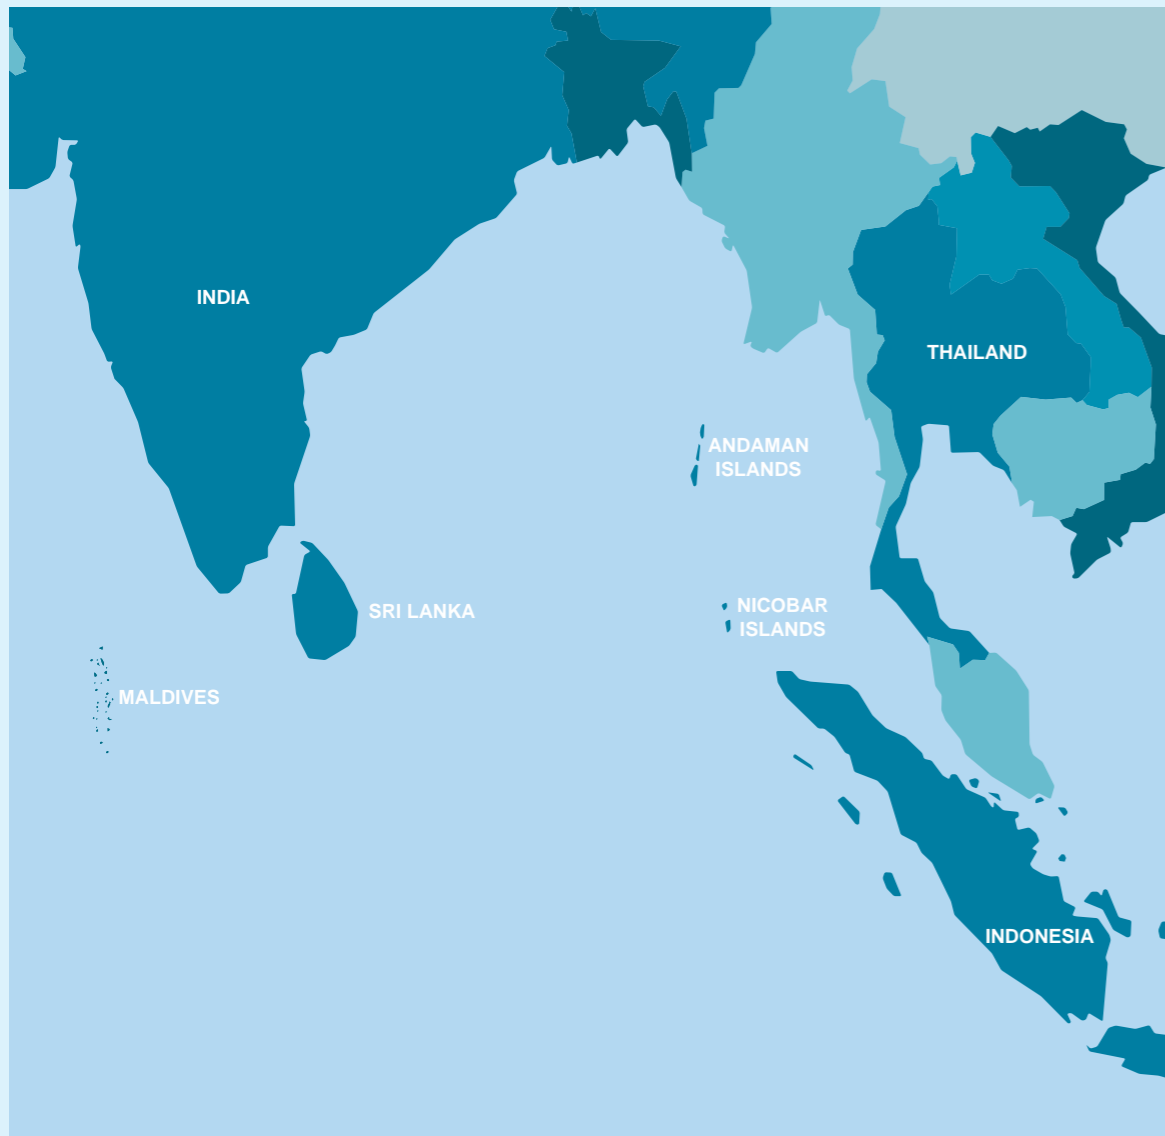 INDIA
THAILAND
ANDAMAN
ISLANDS
NICOBAR
ISLANDS
SRI LANKA
MALDIVES
INDONESIA